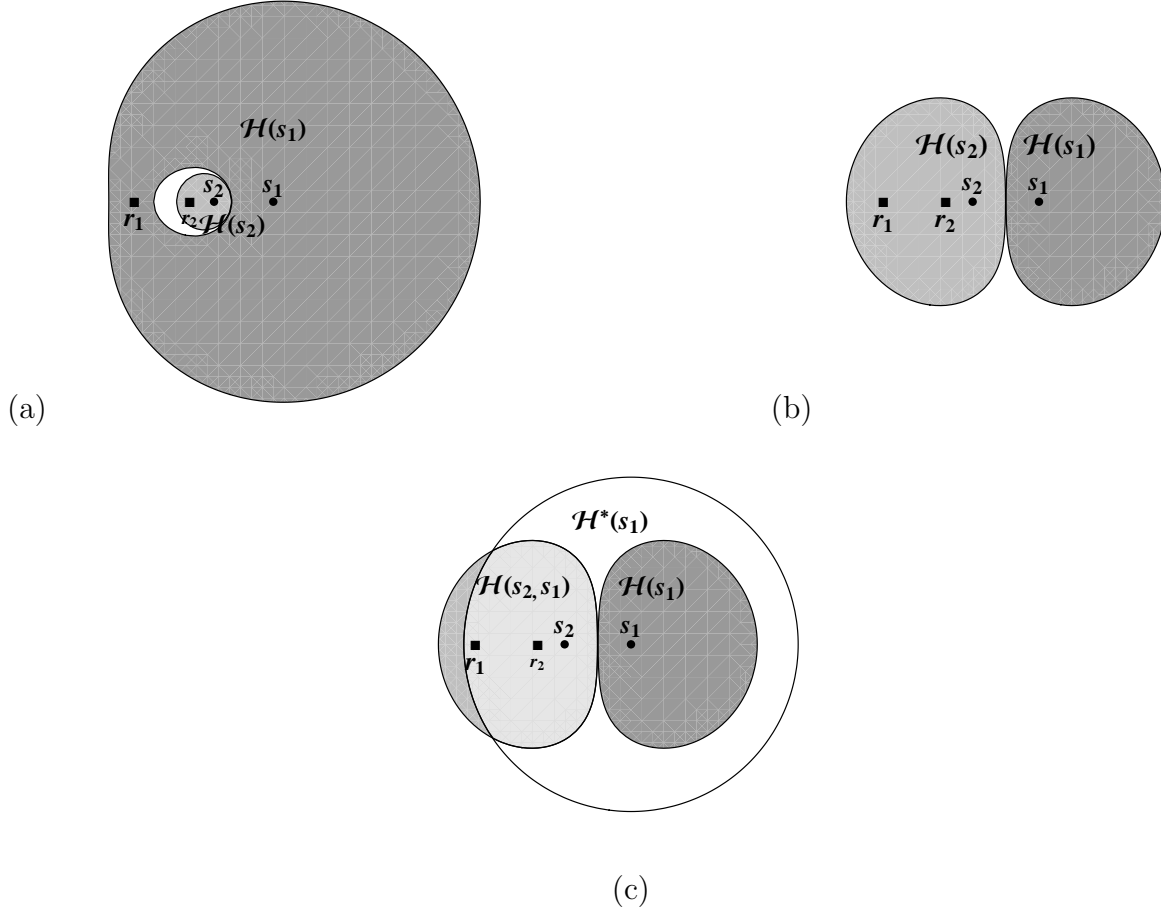 𝓗(s₁)
s₂ s₁
r₁ r₂ 𝓗(s₂)
(a)
𝓗(s₂) 𝓗(s₁)
s₂ s₁
r₁ r₂
(b)
𝓗*(s₁)
𝓗(s₂, s₁) 𝓗(s₁)
s₂ s₁
r₁ r₂
(c)